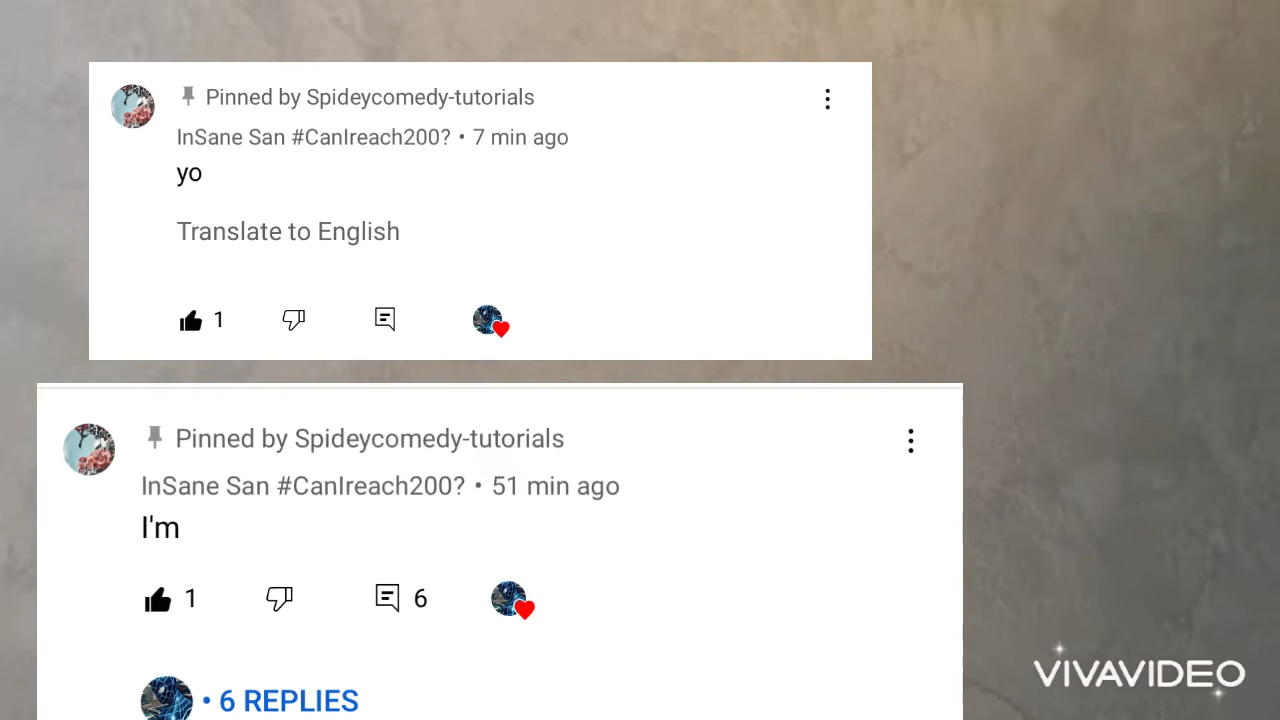 Pinned by Spideycomedy-tutorials
InSane San #CanIreach200? • 7 min ago
yo
Translate to English
1
Pinned by Spideycomedy-tutorials
InSane San #CanIreach200? • 51 min ago
I'm
1 6
• 6 REPLIES
VIVAVIDEO